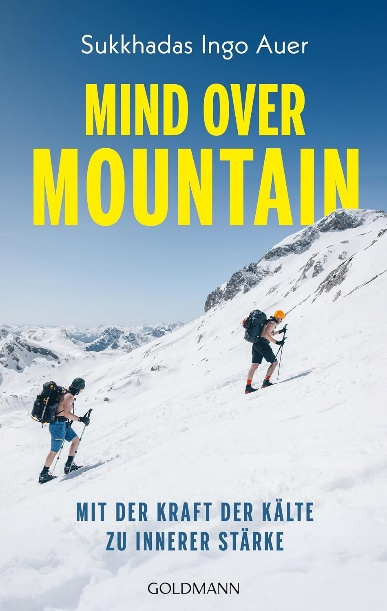 Sukkhadas Ingo Auer
MIND OVER
MOUNTAIN
MIT DER KRAFT DER KÄLTE
ZU INNERER STÄRKE
GOLDMANN